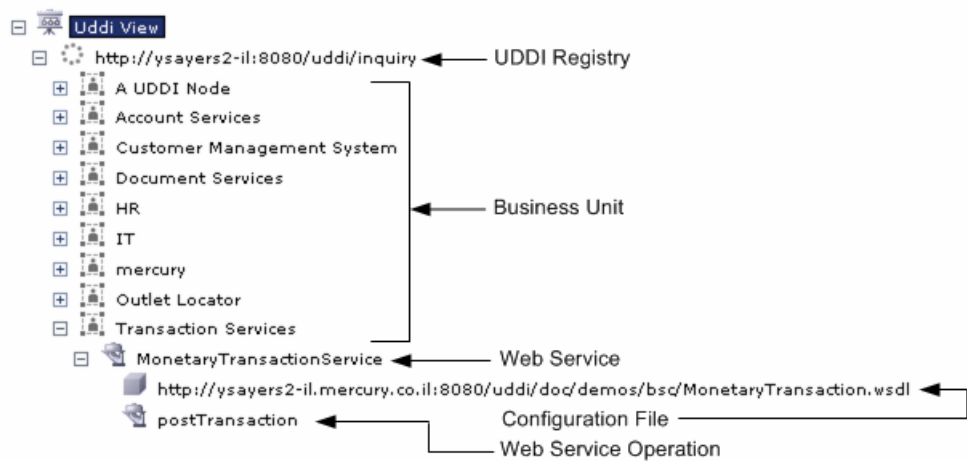 Uddi View
http://ysayers2-il:8080/uddi/inquiry UDDI Registry
A UDDI Node
Account Services
Customer Management System
Document Services
HR Business Unit
IT
mercury
Outlet Locator
Transaction Services
MonetaryTransactionService Web Service
http://ysayers2-il.mercury.co.il:8080/uddi/doc/demos/bsc/MonetaryTransaction.wsdl
postTransaction Configuration File
Web Service Operation